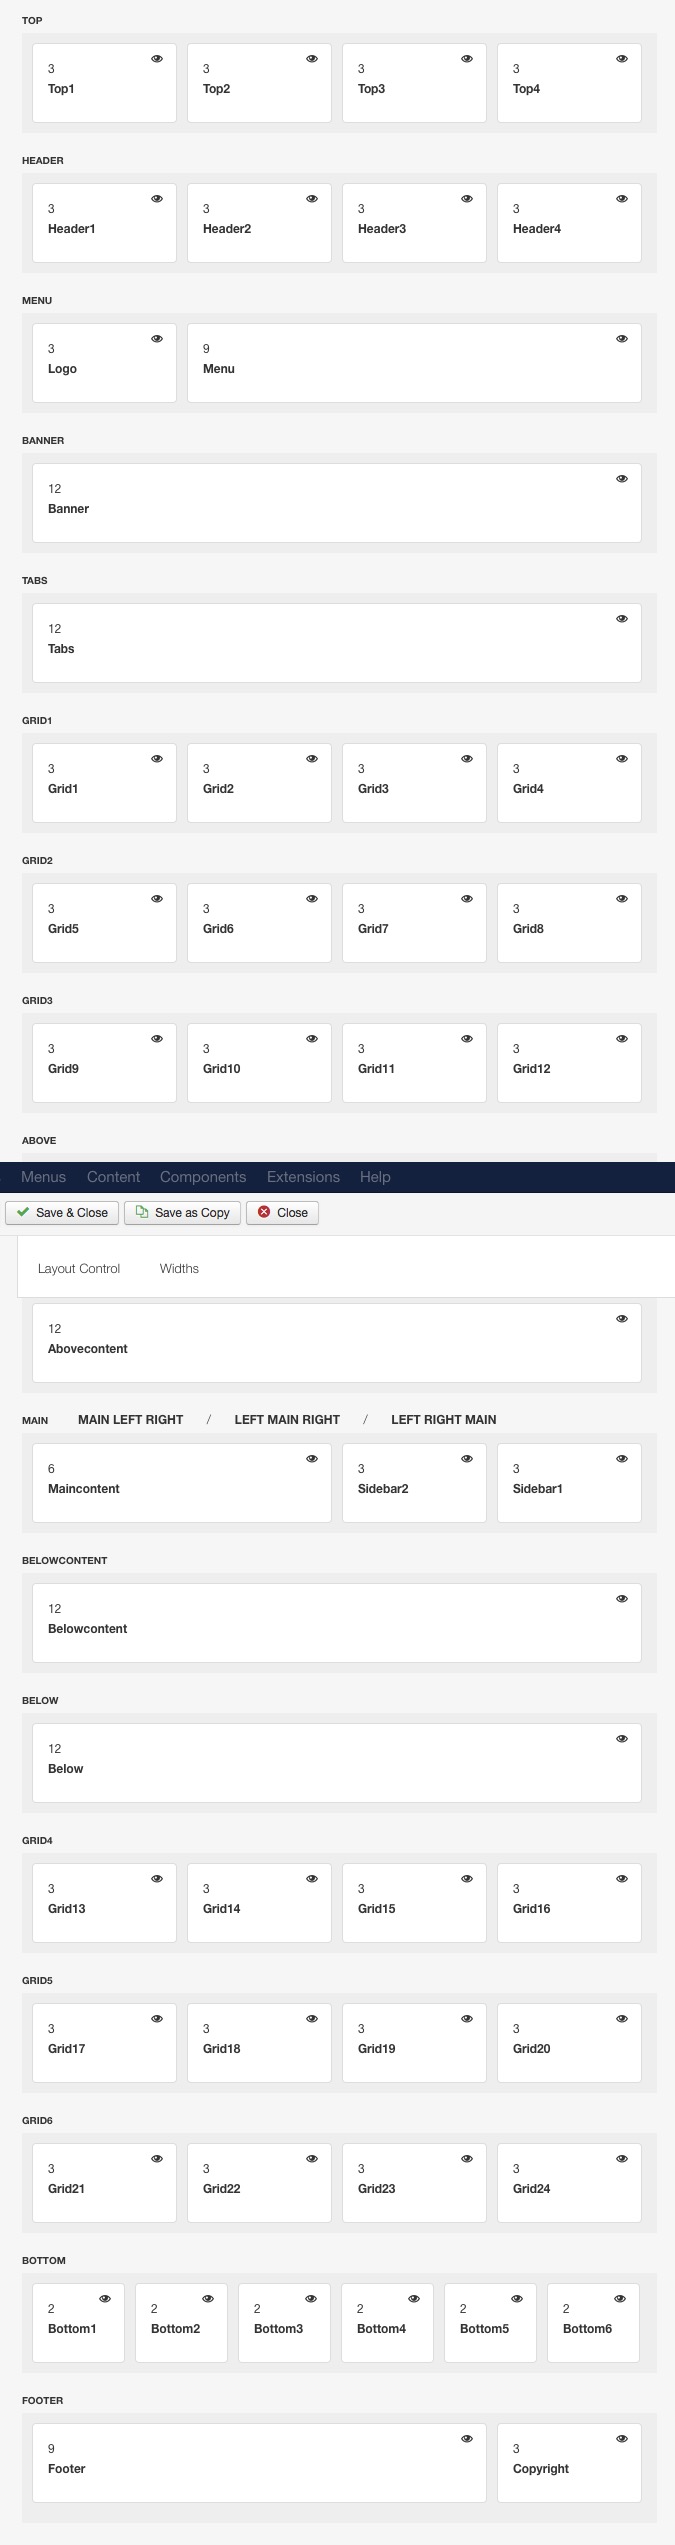 TOP
3 3 3 3
Top1 Top2 Top3 Top4
HEADER
3 3 3 3
Header1 Header2 Header3 Header4
MENU
3 9
Logo Menu
BANNER
12
Banner
TABS
12
Tabs
GRID1
3 3 3 3
Grid1 Grid2 Grid3 Grid4
GRID2
3 3 3 3
Grid5 Grid6 Grid7 Grid8
GRID3
3 3 3 3
Grid9 Grid10 Grid11 Grid12
ABOVE
Menus Content Components Extensions Help
Save & Close Save as Copy Close
Layout Control Widths
12
Abovecontent
MAIN MAIN LEFT RIGHT / LEFT MAIN RIGHT / LEFT RIGHT MAIN
6 3 3
Maincontent Sidebar2 Sidebar1
BELOWCONTENT
12
Belowcontent
BELOW
12
Below
GRID4
3 3 3 3
Grid13 Grid14 Grid15 Grid16
GRID5
3 3 3 3
Grid17 Grid18 Grid19 Grid20
GRID6
3 3 3 3
Grid21 Grid22 Grid23 Grid24
BOTTOM
2 2 2 2 2 2
Bottom1 Bottom2 Bottom3 Bottom4 Bottom5 Bottom6
FOOTER
9 3
Footer Copyright